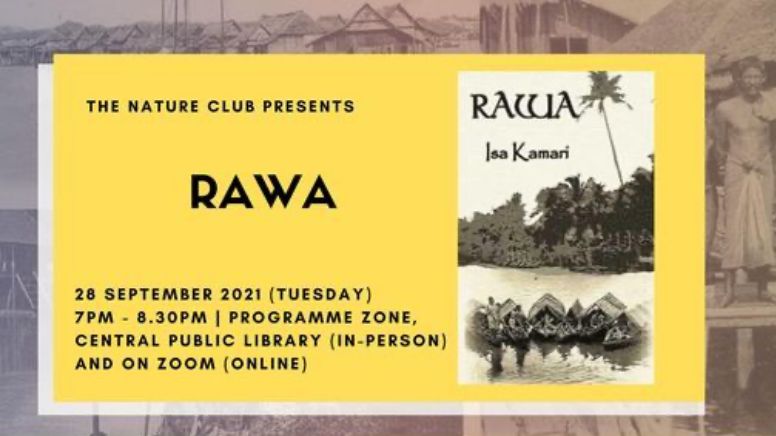 THE NATURE CLUB PRESENTS
RAWA
28 SEPTEMBER 2021 (TUESDAY)
7PM - 8.30PM | PROGRAMME ZONE,
CENTRAL PUBLIC LIBRARY (IN-PERSON)
AND ON ZOOM (ONLINE)
RAWA
Isa Kamari